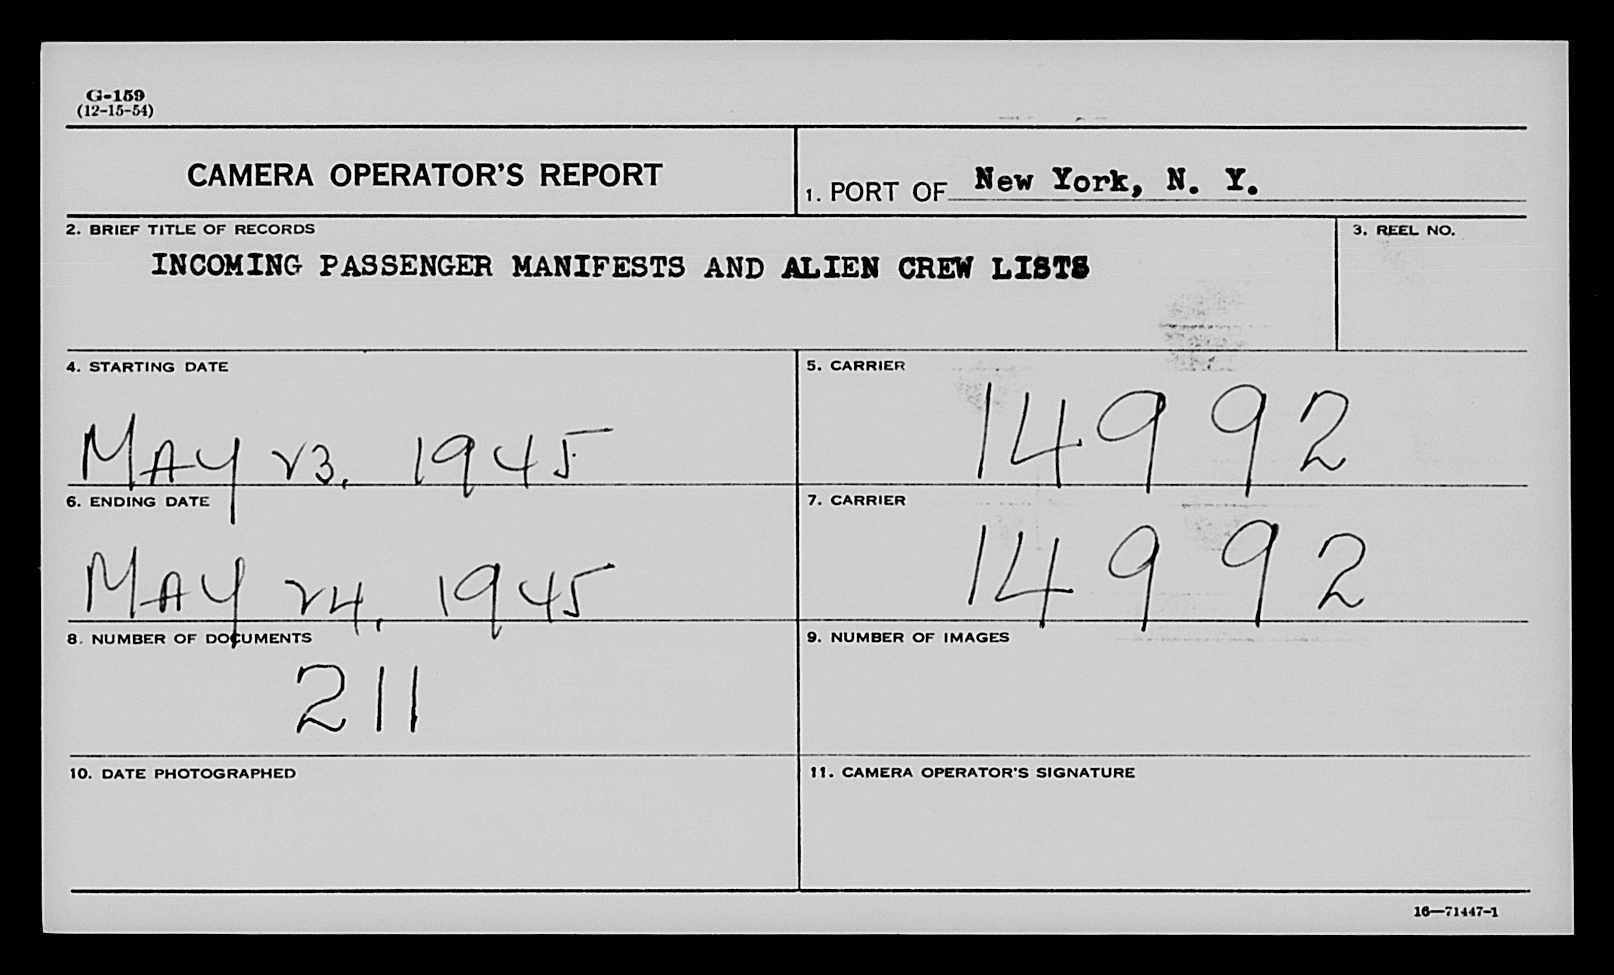 G-159
(12-15-54)
CAMERA OPERATOR'S REPORT
1. PORT OF New York, N. Y.
2. BRIEF TITLE OF RECORDS
3. REEL NO.
INCOMING PASSENGER MANIFESTS AND ALIEN CREW LISTS
4. STARTING DATE
5. CARRIER
MAY 23, 1945
14992
6. ENDING DATE
7. CARRIER
MAY 24, 1945
14992
8. NUMBER OF DOCUMENTS
9. NUMBER OF IMAGES
211
10. DATE PHOTOGRAPHED
11. CAMERA OPERATOR'S SIGNATURE
16—71447-1